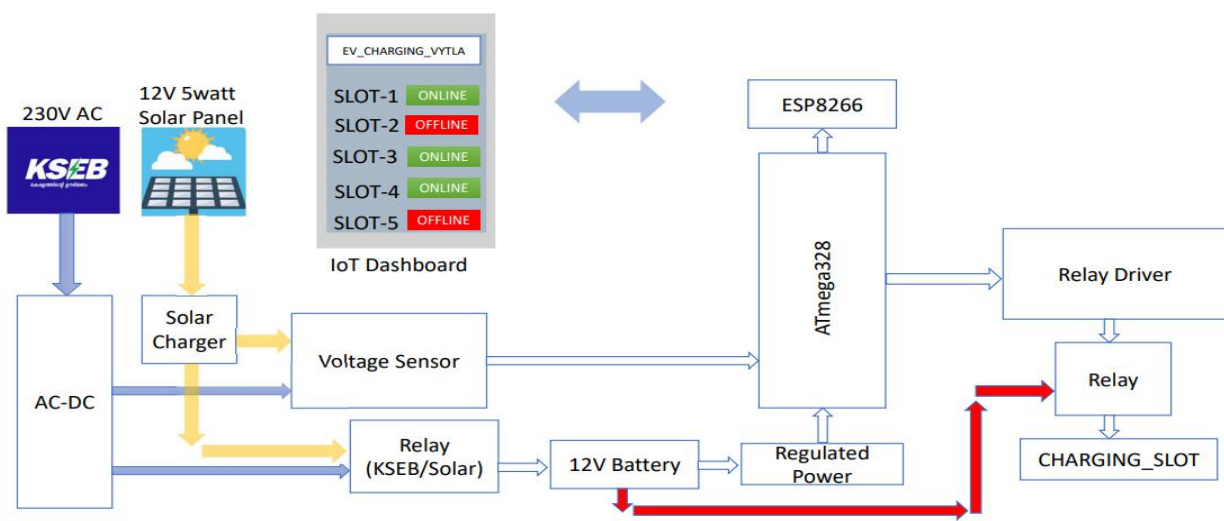 230V AC
KSEB
12V 5watt
Solar Panel
EV_CHARGING_VYTLA
SLOT-1 ONLINE
SLOT-2 OFFLINE
SLOT-3 ONLINE
SLOT-4 ONLINE
SLOT-5 OFFLINE
IoT Dashboard
ESP8266
ATmega328
Relay Driver
Relay
CHARGING_SLOT
Solar
Charger
Voltage Sensor
AC-DC
Relay
(KSEB/Solar)
12V Battery
Regulated
Power